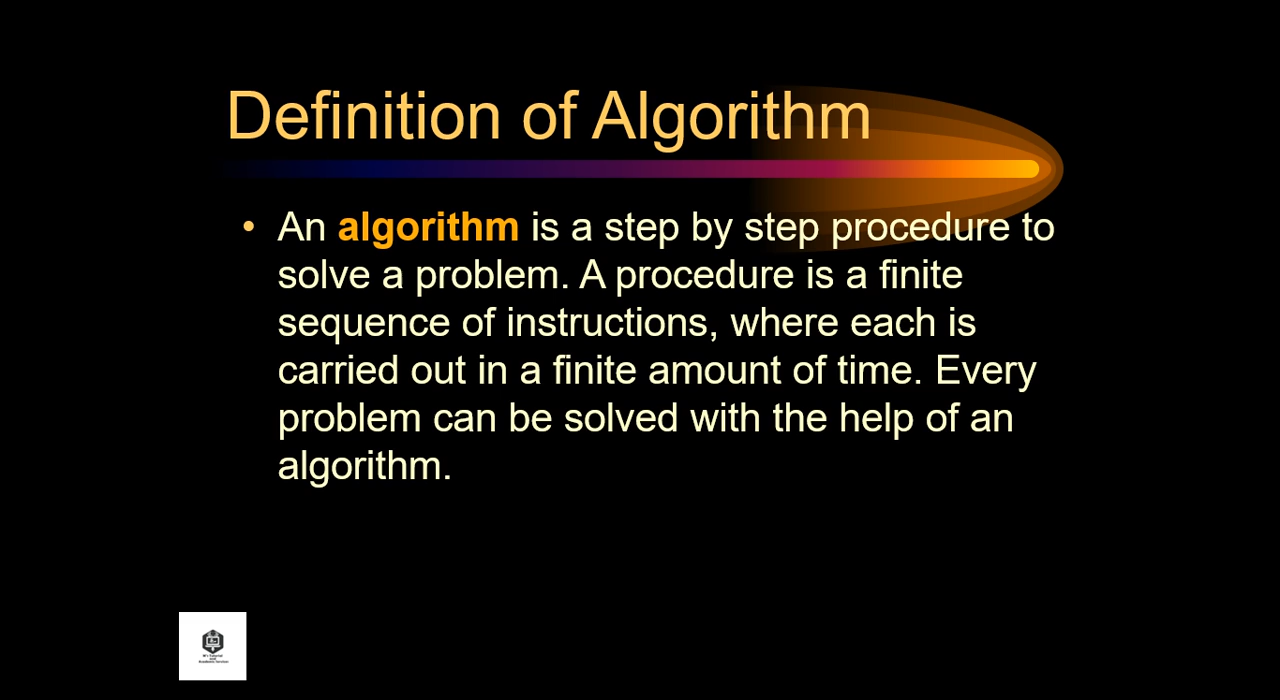 Definition of Algorithm
• An algorithm is a step by step procedure to
solve a problem. A procedure is a finite
sequence of instructions, where each is
carried out in a finite amount of time. Every
problem can be solved with the help of an
algorithm.